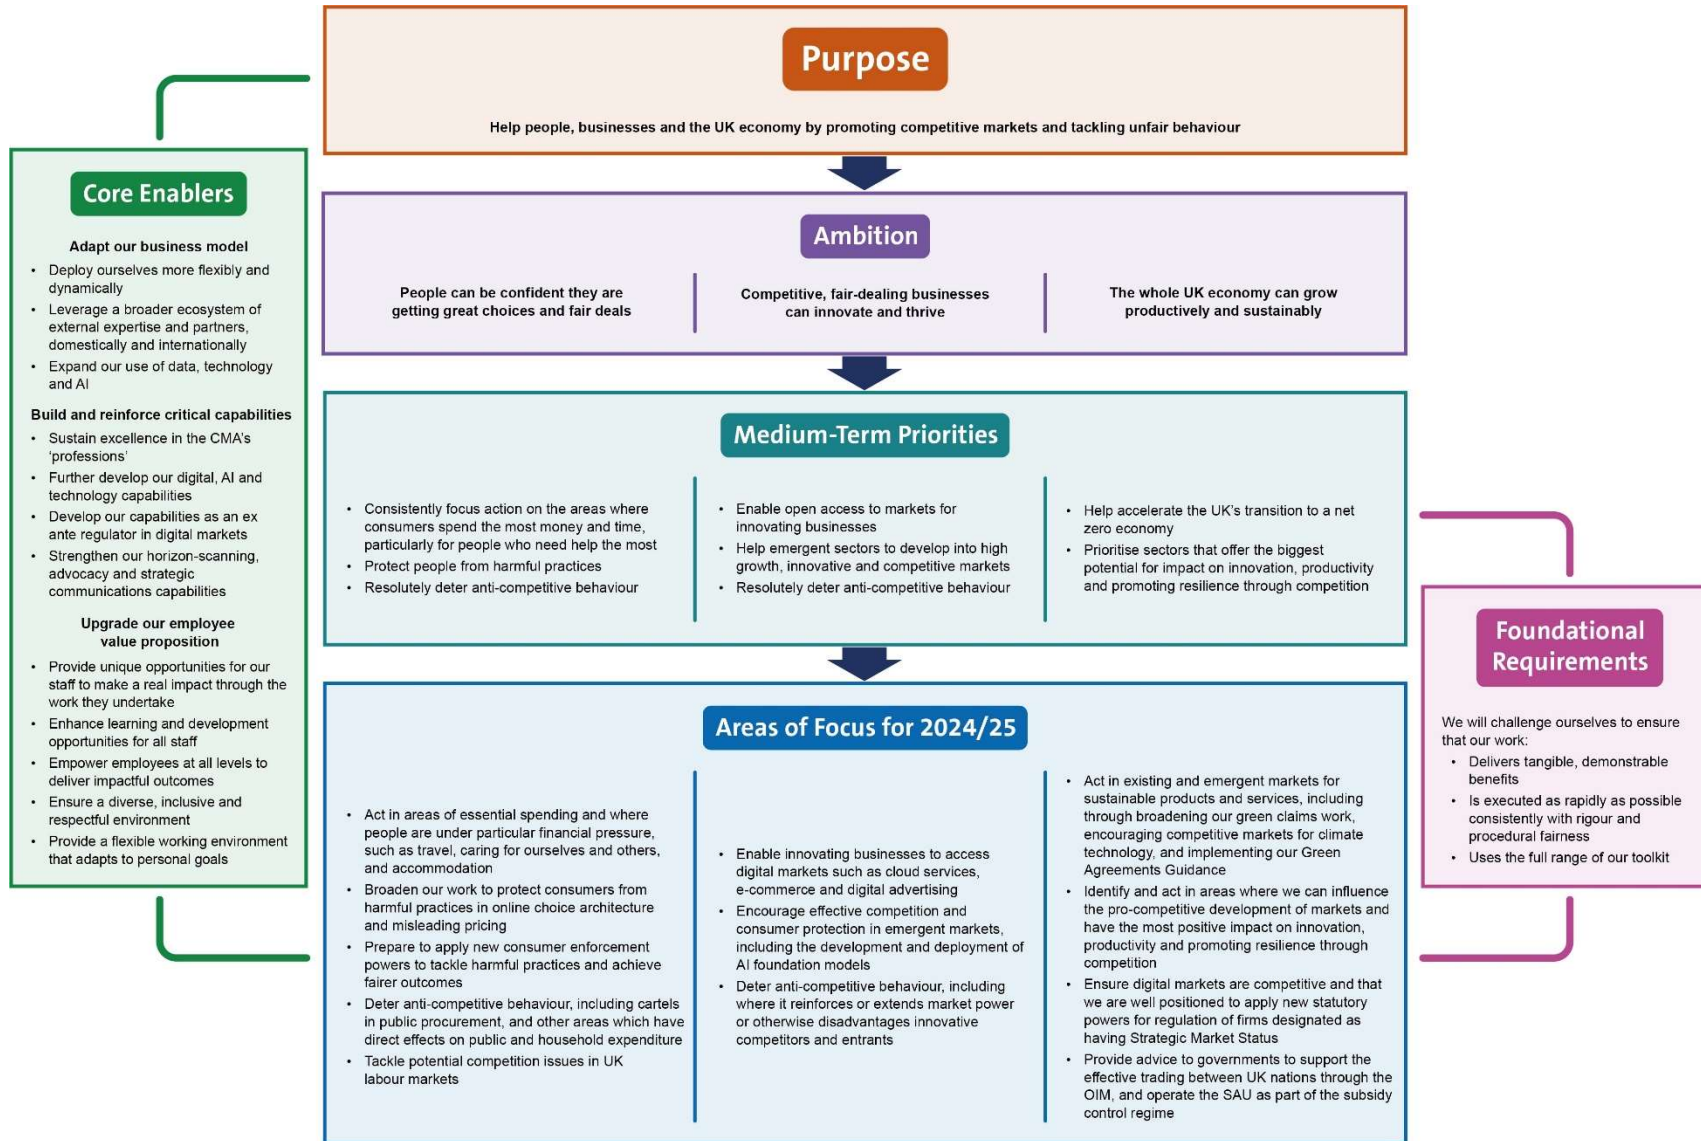 Purpose
Help people, businesses and the UK economy by promoting competitive markets and tackling unfair behaviour
Core Enablers
Adapt our business model
• Deploy ourselves more flexibly and
dynamically
• Leverage a broader ecosystem of
external expertise and partners,
domestically and internationally
• Expand our use of data, technology
and AI
Build and reinforce critical capabilities
• Sustain excellence in the CMA's
'professions'
• Further develop our digital, AI and
technology capabilities
• Develop our capabilities as an ex
ante regulator in digital markets
• Strengthen our horizon-scanning,
advocacy and strategic
communications capabilities
Upgrade our employee
value proposition
• Provide unique opportunities for our
staff to make a real impact through the
work they undertake
• Enhance learning and development
opportunities for all staff
• Empower employees at all levels to
deliver impactful outcomes
• Ensure a diverse, inclusive and
respectful environment
• Provide a flexible working environment
that adapts to personal goals
Ambition
People can be confident they are
getting great choices and fair deals
Competitive, fair-dealing businesses
can innovate and thrive
The whole UK economy can grow
productively and sustainably
Medium-Term Priorities
• Consistently focus action on the areas where
consumers spend the most money and time,
particularly for people who need help the most
• Protect people from harmful practices
• Resolutely deter anti-competitive behaviour
• Enable open access to markets for
innovating businesses
• Help emergent sectors to develop into high
growth, innovative and competitive markets
• Resolutely deter anti-competitive behaviour
• Help accelerate the UK's transition to a net
zero economy
• Prioritise sectors that offer the biggest
potential for impact on innovation, productivity
and promoting resilience through competition
Areas of Focus for 2024/25
• Act in areas of essential spending and where
people are under particular financial pressure,
such as travel, caring for ourselves and others,
and accommodation
• Broaden our work to protect consumers from
harmful practices in online choice architecture
and misleading pricing
• Prepare to apply new consumer enforcement
powers to tackle harmful practices and achieve
fairer outcomes
• Deter anti-competitive behaviour, including cartels
in public procurement, and other areas which have
direct effects on public and household expenditure
• Tackle potential competition issues in UK
labour markets
• Enable innovating businesses to access
digital markets such as cloud services,
e-commerce and digital advertising
• Encourage effective competition and
consumer protection in emergent markets,
including the development and deployment of
AI foundation models
• Deter anti-competitive behaviour, including
where it reinforces or extends market power
or otherwise disadvantages innovative
competitors and entrants
• Act in existing and emergent markets for
sustainable products and services, including
through broadening our green claims work,
encouraging competitive markets for climate
technology, and implementing our Green
Agreements Guidance
• Identify and act in areas where we can influence
the pro-competitive development of markets and
have the most positive impact on innovation,
productivity and promoting resilience through
competition
• Ensure digital markets are competitive and that
we are well positioned to apply new statutory
powers for regulation of firms designated as
having Strategic Market Status
• Provide advice to governments to support the
effective trading between UK nations through the
OIM, and operate the SAU as part of the subsidy
control regime
Foundational
Requirements
We will challenge ourselves to ensure
that our work:
• Delivers tangible, demonstrable
benefits
• Is executed as rapidly as possible
consistently with rigour and
procedural fairness
• Uses the full range of our toolkit